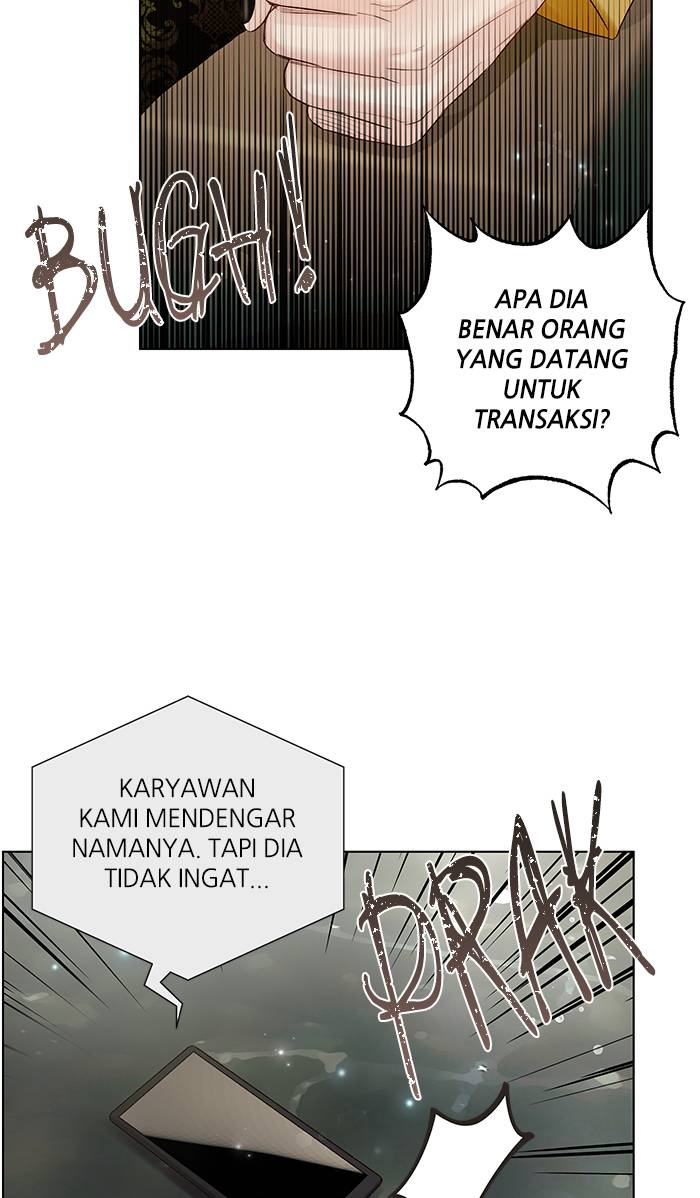 BUGH!
APA DIA
BENAR ORANG
YANG DATANG
UNTUK
TRANSAKSI?
KARYAWAN
KAMI MENDENGAR
NAMANYA. TAPI DIA
TIDAK INGAT...
PRAK